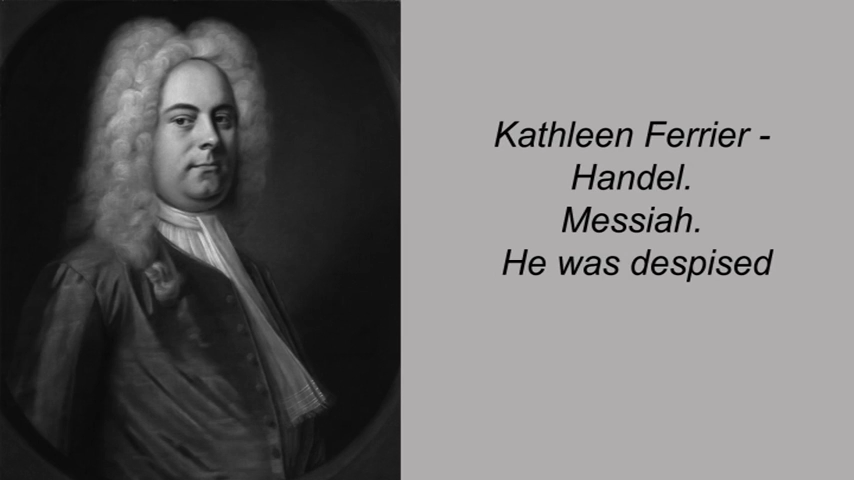 Kathleen Ferrier -
Handel.
Messiah.
He was despised